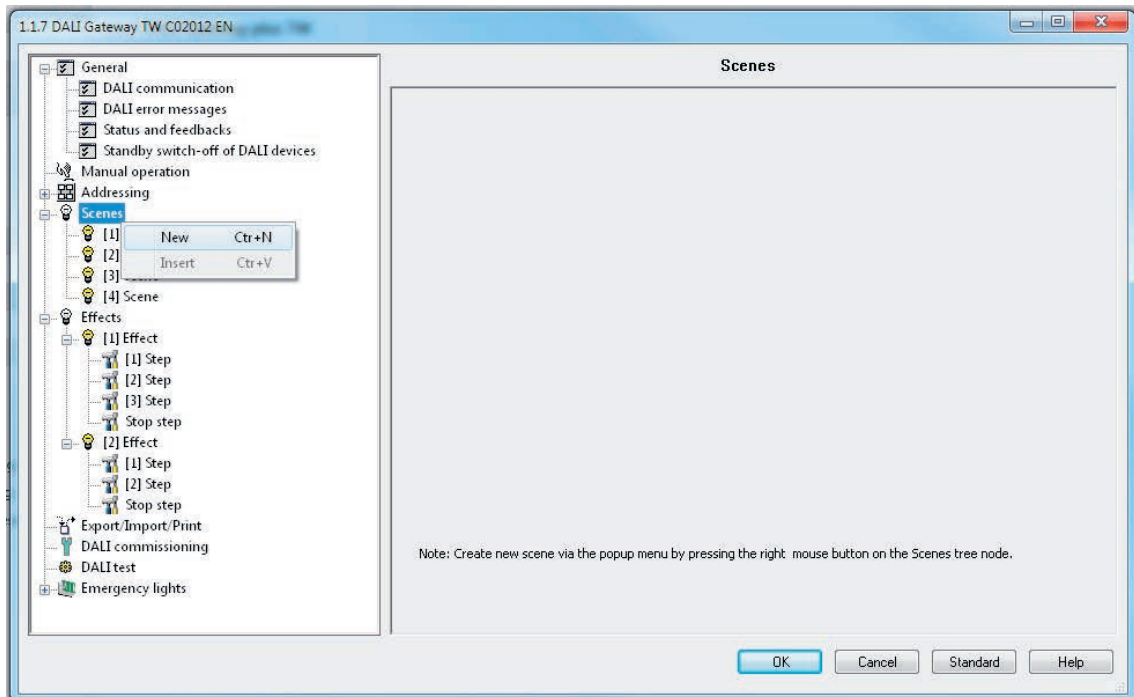 1.1.7 DALI Gateway TW C02012 EN
General
DALI communication
DALI error messages
Status and feedbacks
Standby switch-off of DALI devices
Manual operation
Addressing
Scenes
[1]
[2]
[3]
[4] Scene
New Ctr+N
Insert Ctr+V
Effects
[1] Effect
[1] Step
[2] Step
[3] Step
Stop step
[2] Effect
[1] Step
[2] Step
Stop step
Export/Import/Print
DALI commissioning
DALI test
Emergency lights
Scenes
Note: Create new scene via the popup menu by pressing the right mouse button on the Scenes tree node.
OK Cancel Standard Help